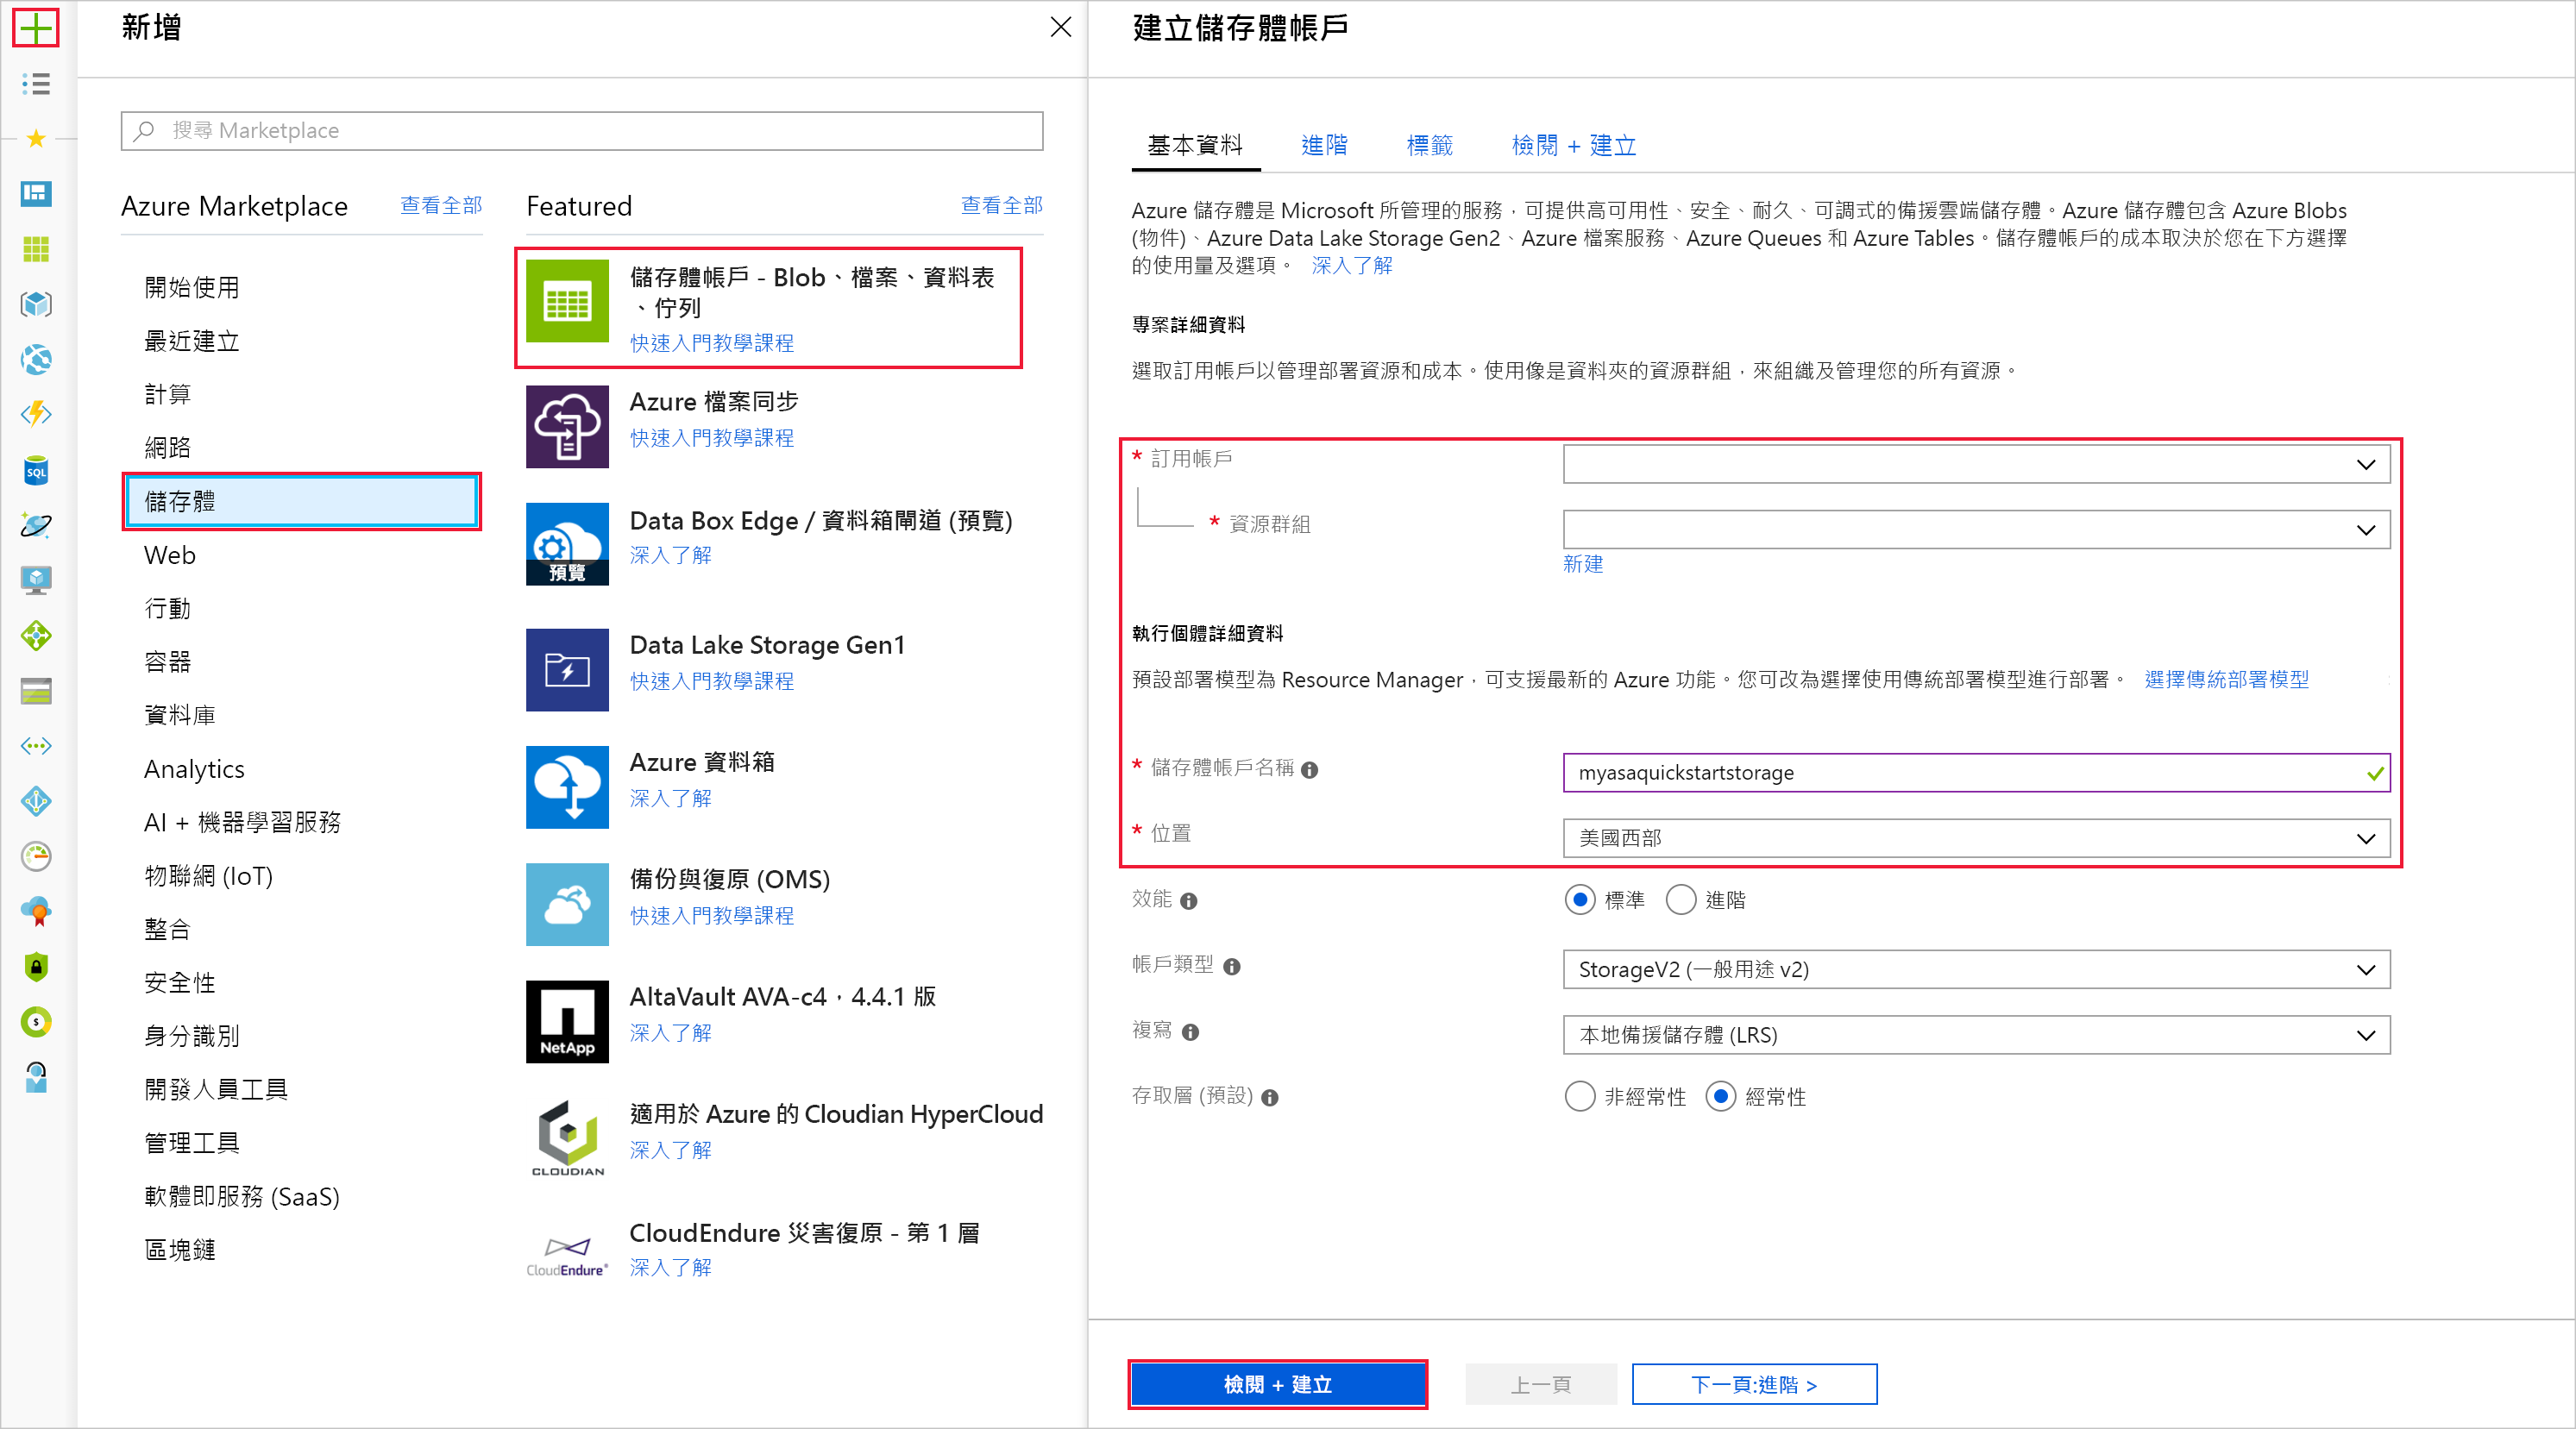 新增
搜尋 Marketplace
Azure Marketplace
查看全部
開始使用
最近建立
計算
網路
儲存體
Web
行動
容器
資料庫
Analytics
AI + 機器學習服務
物聯網 (IoT)
整合
安全性
身分識別
開發人員工具
管理工具
軟體即服務 (SaaS)
區塊鏈
Featured
查看全部
儲存體帳戶 - Blob、檔案、資料表
、佇列
快速入門教學課程
Azure 檔案同步
快速入門教學課程
Data Box Edge / 資料箱閘道 (預覽)
預覽
深入了解
Data Lake Storage Gen1
快速入門教學課程
Azure 資料箱
深入了解
備份與復原 (OMS)
快速入門教學課程
AltaVault AVA-c4，4.4.1 版
NetApp
深入了解
適用於 Azure 的 Cloudian HyperCloud
CLOUDIAN
深入了解
CloudEndure 災害復原 - 第 1 層
CloudEndure
深入了解
SQL
$
建立儲存體帳戶
基本資料
進階
標籤
檢閱 + 建立
Azure 儲存體是 Microsoft 所管理的服務，可提供高可用性、安全、耐久、可調式的備援雲端儲存體。Azure 儲存體包含 Azure Blobs
(物件)、Azure Data Lake Storage Gen2、Azure 檔案服務、Azure Queues 和 Azure Tables。儲存體帳戶的成本取決於您在下方選擇
的使用量及選項。 深入了解
專案詳細資料
選取訂用帳戶以管理部署資源和成本。使用像是資料夾的資源群組，來組織及管理您的所有資源。
* 訂用帳戶
* 資源群組
新建
執行個體詳細資料
預設部署模型為 Resource Manager，可支援最新的 Azure 功能。您可改為選擇使用傳統部署模型進行部署。 選擇傳統部署模型
* 儲存體帳戶名稱
myasaquickstartstorage
* 位置
美國西部
效能
標準
進階
帳戶類型
StorageV2 (一般用途 v2)
複寫
本地備援儲存體 (LRS)
存取層 (預設)
非經常性
經常性
檢閱 + 建立
上一頁
下一頁:進階 >